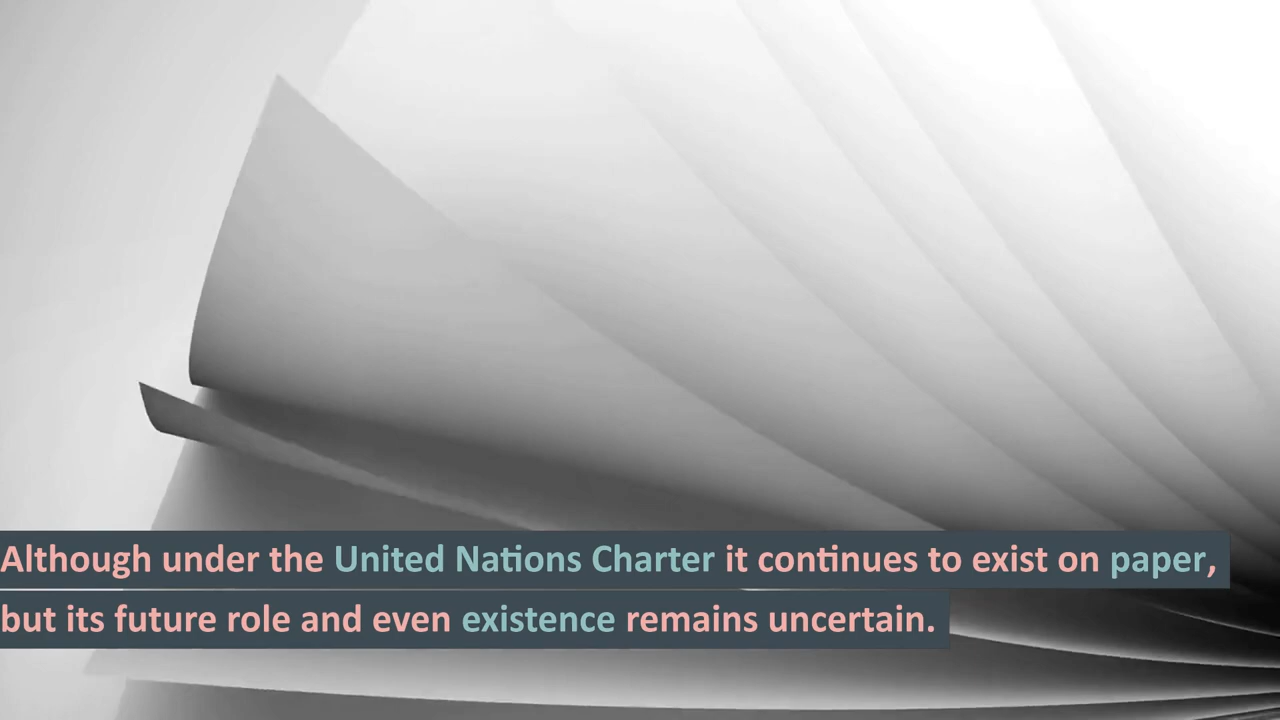 Although under the United Nations Charter it continues to exist on paper,
but its future role and even existence remains uncertain.